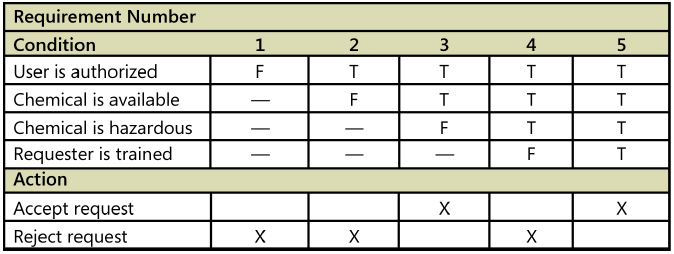 Requirement Number
Condition 1 2 3 4 5
User is authorized F T T T T
Chemical is available — F T T T
Chemical is hazardous — — F T T
Requester is trained — — — F T
Action
Accept request X X
Reject request X X X